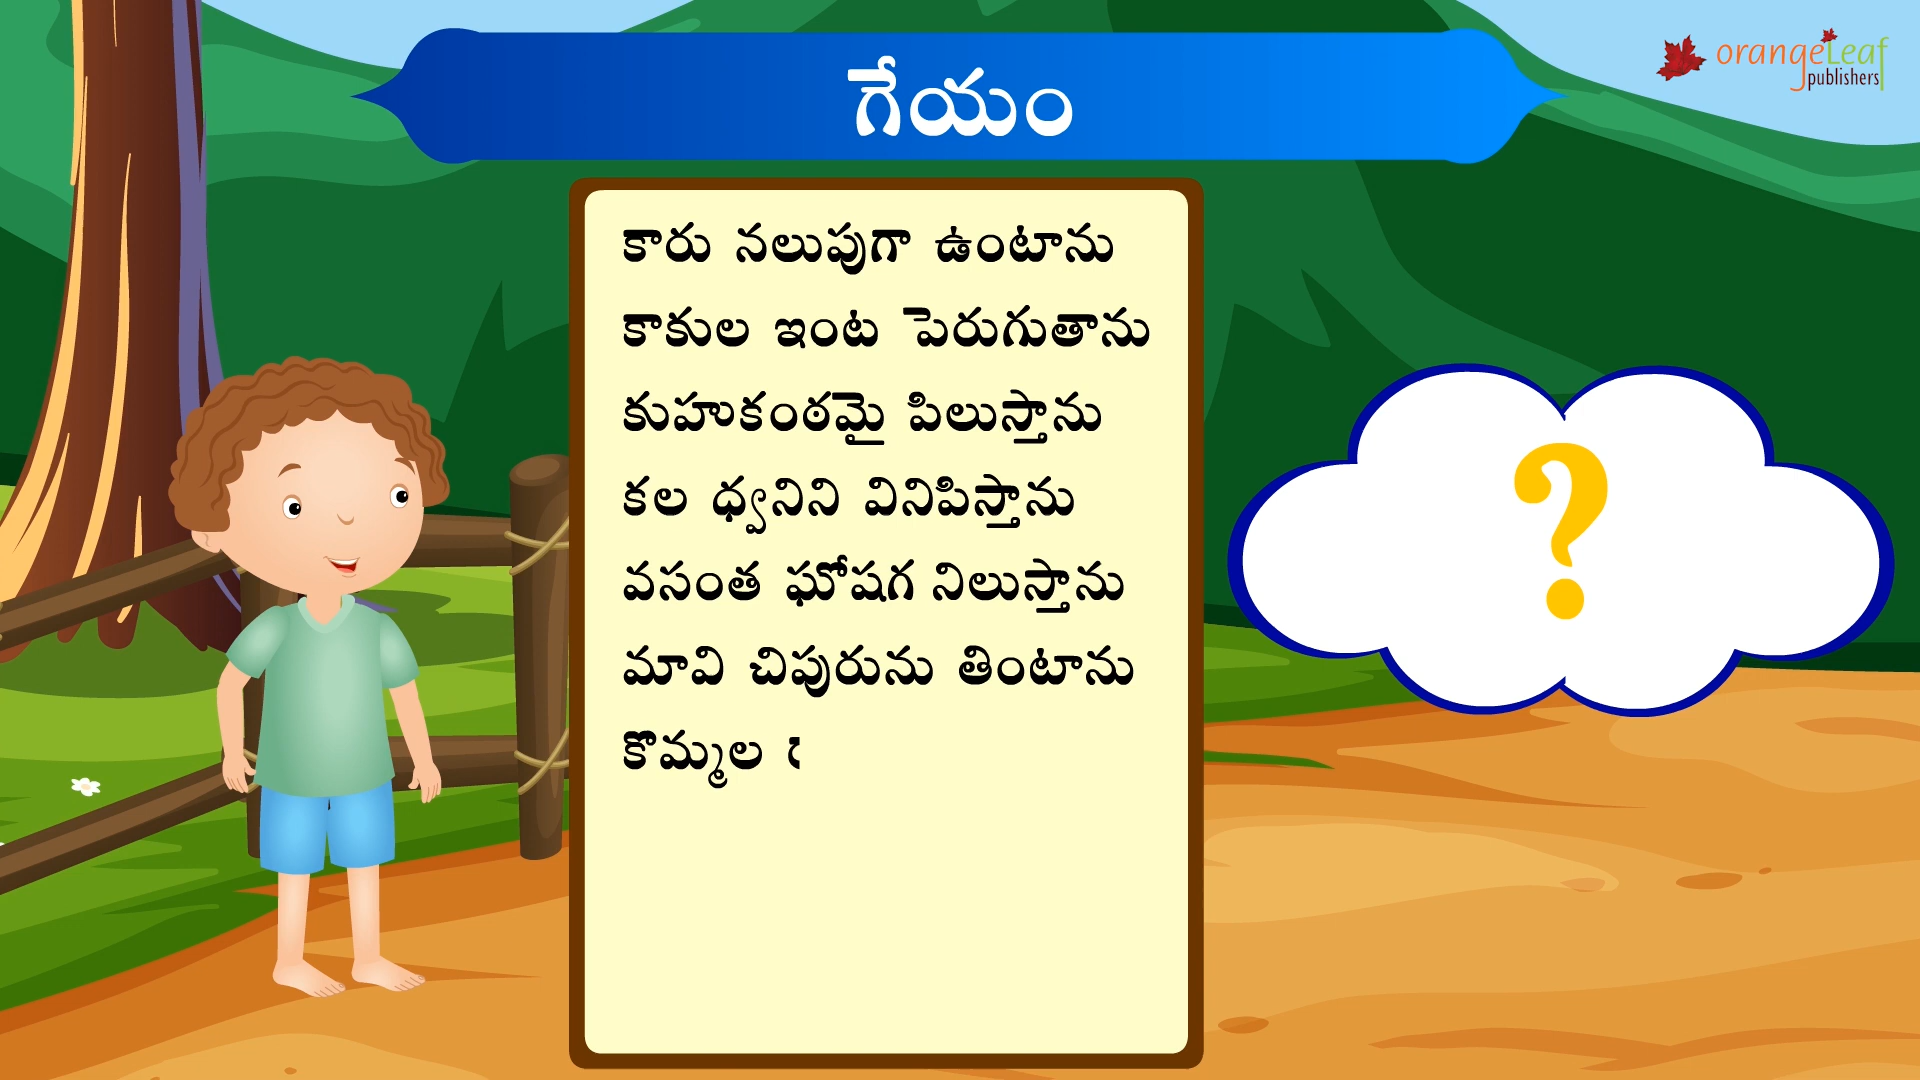 గేయం
orangeLeaf
publishers
కారు నలుపుగా ఉంటాను
కాకుల ఇంట పెరుగుతాను
కుహుకంఠమై పిలుస్తాను
కల ధ్వనిని వినిపిస్తాను
వసంత ఘోషగ నిలుస్తాను
మావి చిపురును తింటాను
కొమ్మల
?